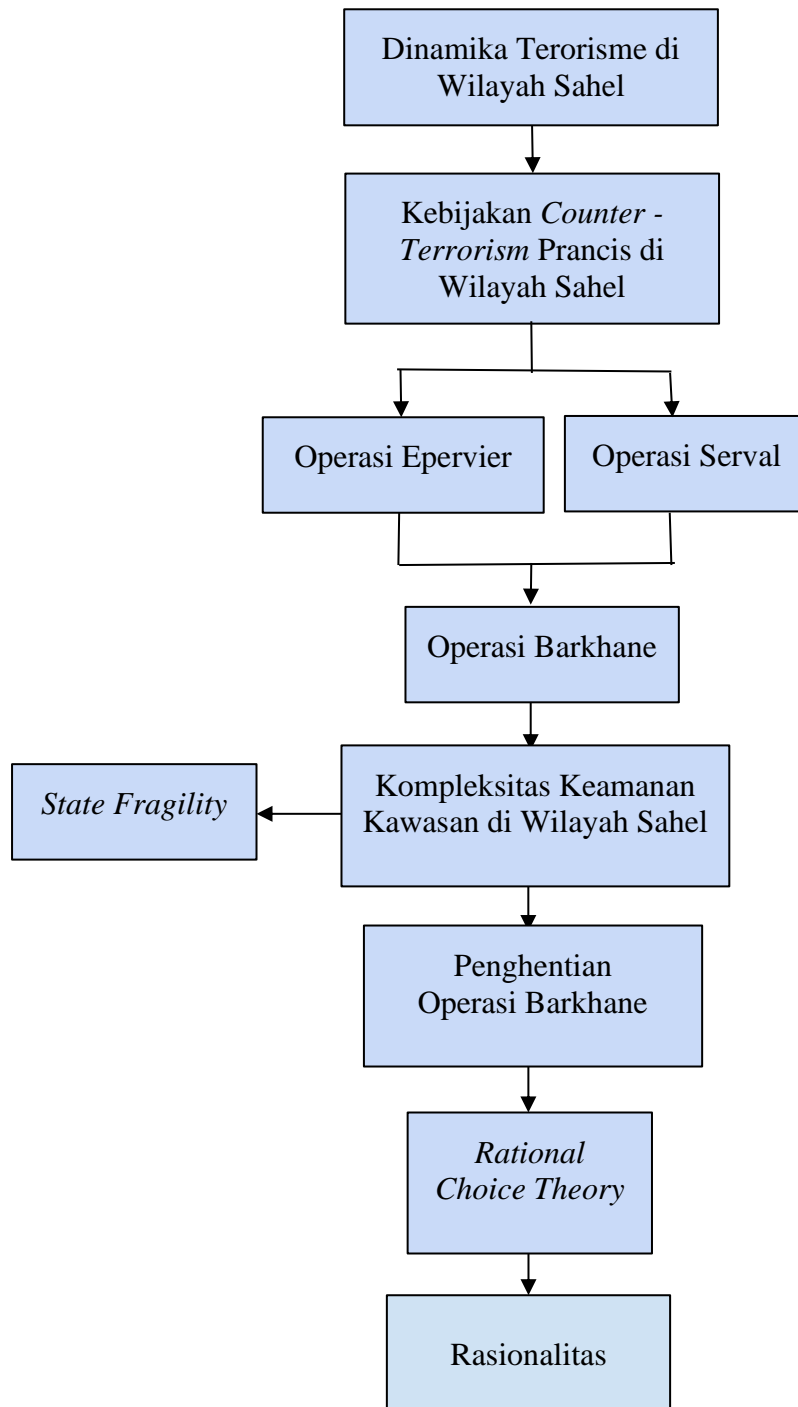 Dinamika Terorisme di
Wilayah Sahel
Kebijakan Counter -
Terrorism Prancis di
Wilayah Sahel
Operasi Epervier
Operasi Serval
Operasi Barkhane
State Fragility
Kompleksitas Keamanan
Kawasan di Wilayah Sahel
Penghentian
Operasi Barkhane
Rational
Choice Theory
Rasionalitas